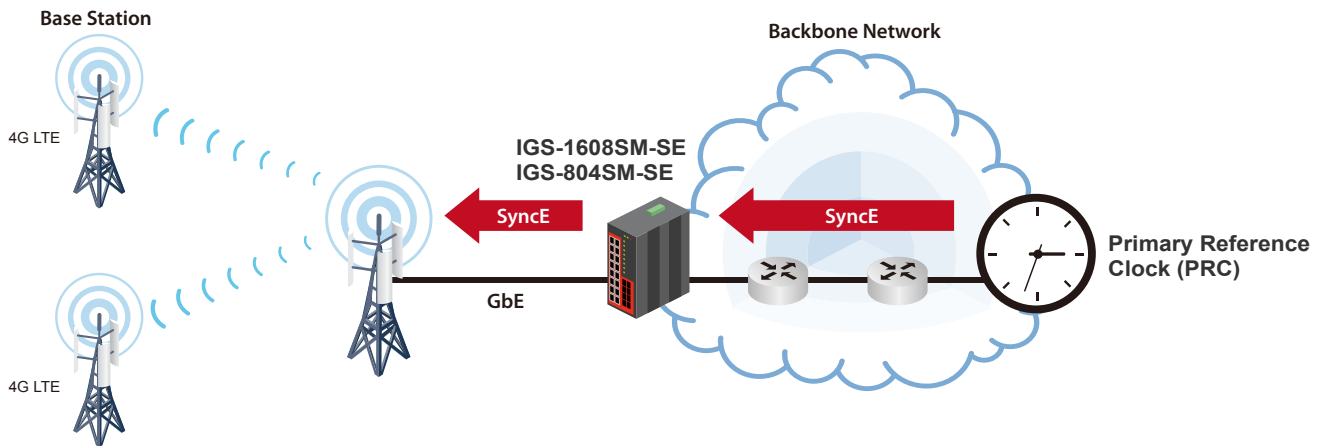 Base Station
Backbone Network
4G LTE
IGS-1608SM-SE
IGS-804SM-SE
SyncE
SyncE
Primary Reference
Clock (PRC)
GbE
4G LTE